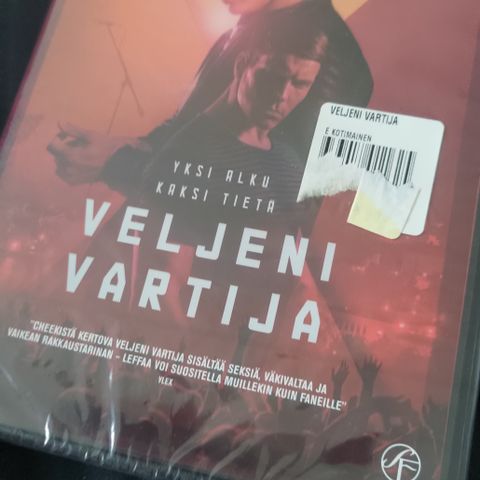 VELJENI VARTIJA
E KOTIMAINEN
YKSI ALKU
KAKSI TIETÄ
VELJENI
VARTIJA
"CHEEKISTÄ KERTOVA VELJENI VARTIJA SISÄLTÄÄ SEKSIÄ, VÄKIVALTAA JA
VAIKEAN RAKKAUSTARINAN - LEFFAA VOI SUOSITELLA MUILLEKIN KUIN FANEILLE"
YLEX
SF